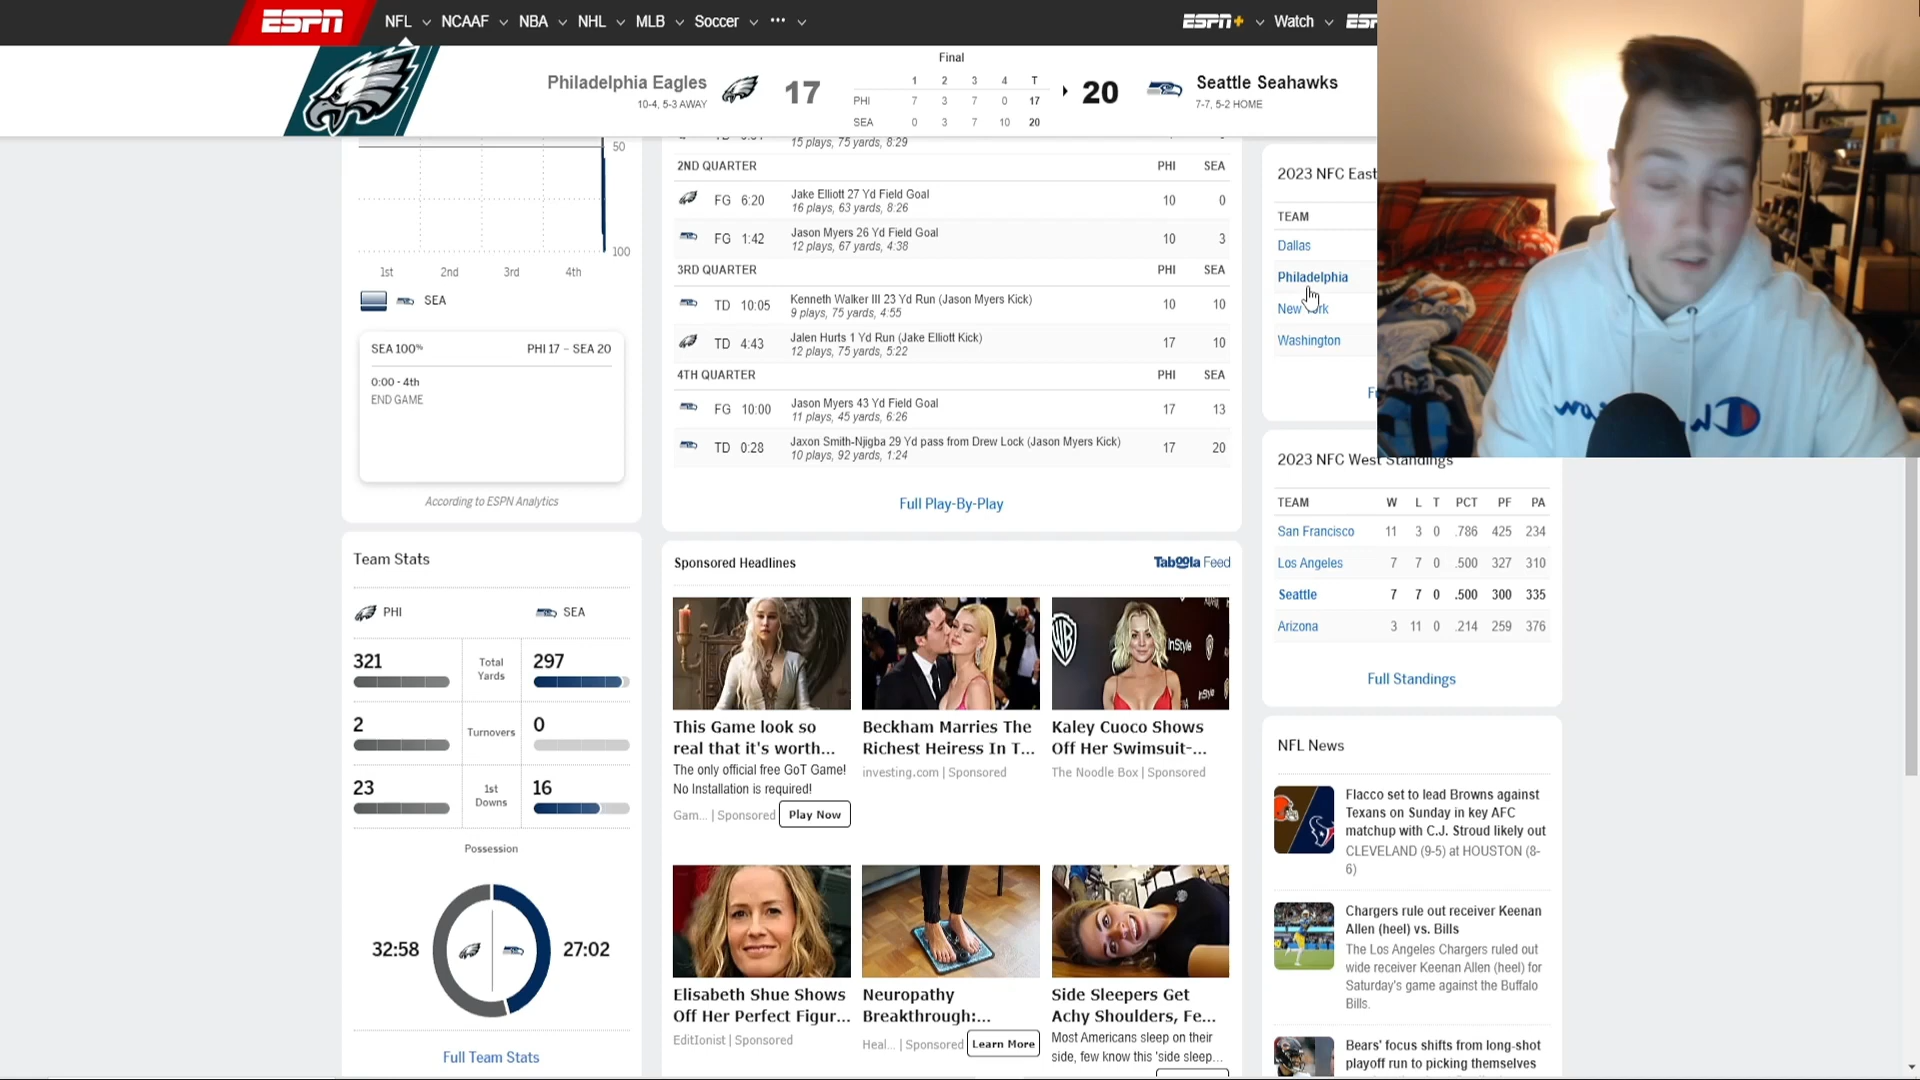 ESPN NFL NCAAF NBA NHL MLB Soccer ••• ESPN+ Watch ESP
Final
Philadelphia Eagles 17
10-4, 5-3 AWAY
1 2 3 4 T
PHI 7 3 7 0 17
SEA 0 3 7 10 20
20 Seattle Seahawks
7-7, 5-2 HOME
50
100
1st 2nd 3rd 4th
SEA
SEA 100% PHI 17 – SEA 20
0:00 - 4th
END GAME
According to ESPN Analytics
Team Stats
PHI SEA
321 Total Yards 297
2 Turnovers 0
23 1st Downs 16
Possession
32:58 27:02
Full Team Stats
15 plays, 75 yards, 8:29
2ND QUARTER PHI SEA
FG 6:20 Jake Elliott 27 Yd Field Goal 10 0
16 plays, 63 yards, 8:26
FG 1:42 Jason Myers 26 Yd Field Goal 10 3
12 plays, 67 yards, 4:38
3RD QUARTER PHI SEA
TD 10:05 Kenneth Walker III 23 Yd Run (Jason Myers Kick) 10 10
9 plays, 75 yards, 4:55
TD 4:43 Jalen Hurts 1 Yd Run (Jake Elliott Kick) 17 10
12 plays, 75 yards, 5:22
4TH QUARTER PHI SEA
FG 10:00 Jason Myers 43 Yd Field Goal 17 13
11 plays, 45 yards, 6:26
TD 0:28 Jaxon Smith-Njigba 29 Yd pass from Drew Lock (Jason Myers Kick) 17 20
10 plays, 92 yards, 1:24
Full Play-By-Play
Sponsored Headlines Taboola Feed
This Game look so
real that it's worth...
The only official free GoT Game!
No Installation is required!
Gam... | Sponsored Play Now
Beckham Marries The
Richest Heiress In T...
investing.com | Sponsored
WB InStyle
InStyle
Kaley Cuoco Shows
Off Her Swimsuit-...
The Noodle Box | Sponsored
Elisabeth Shue Shows
Off Her Perfect Figur...
EditIonist | Sponsored
Neuropathy
Breakthrough:...
Heal... | Sponsored Learn More
Side Sleepers Get
Achy Shoulders, Fe...
Most Americans sleep on their
side, few know this 'side sleep...
2023 NFC East
TEAM
Dallas
Philadelphia
New York
Washington
2023 NFC West Standings
TEAM W L T PCT PF PA
San Francisco 11 3 0 .786 425 234
Los Angeles 7 7 0 .500 327 310
Seattle 7 7 0 .500 300 335
Arizona 3 11 0 .214 259 376
Full Standings
NFL News
Flacco set to lead Browns against
Texans on Sunday in key AFC
matchup with C.J. Stroud likely out
CLEVELAND (9-5) at HOUSTON (8-
6)
Chargers rule out receiver Keenan
Allen (heel) vs. Bills
The Los Angeles Chargers ruled out
wide receiver Keenan Allen (heel) for
Saturday's game against the Buffalo
Bills.
Bears' focus shifts from long-shot
playoff run to picking themselves